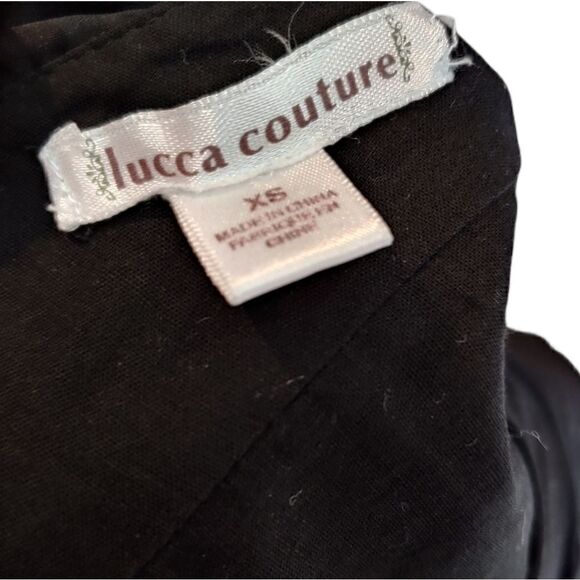 lucca couture
XS
MADE IN CHINA
FABRIQUE EN
CHINE